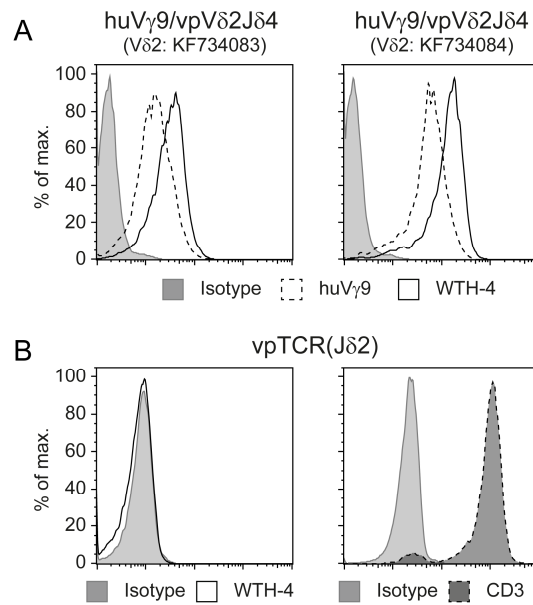 A
huVγ9/vpVδ2Jδ4
(Vδ2: KF734083)
huVγ9/vpVδ2Jδ4
(Vδ2: KF734084)
% of max.
100
80
60
40
20
0
Isotype huVγ9 WTH-4
B
vpTCR(Jδ2)
% of max.
100
80
60
40
20
0
Isotype WTH-4
Isotype CD3